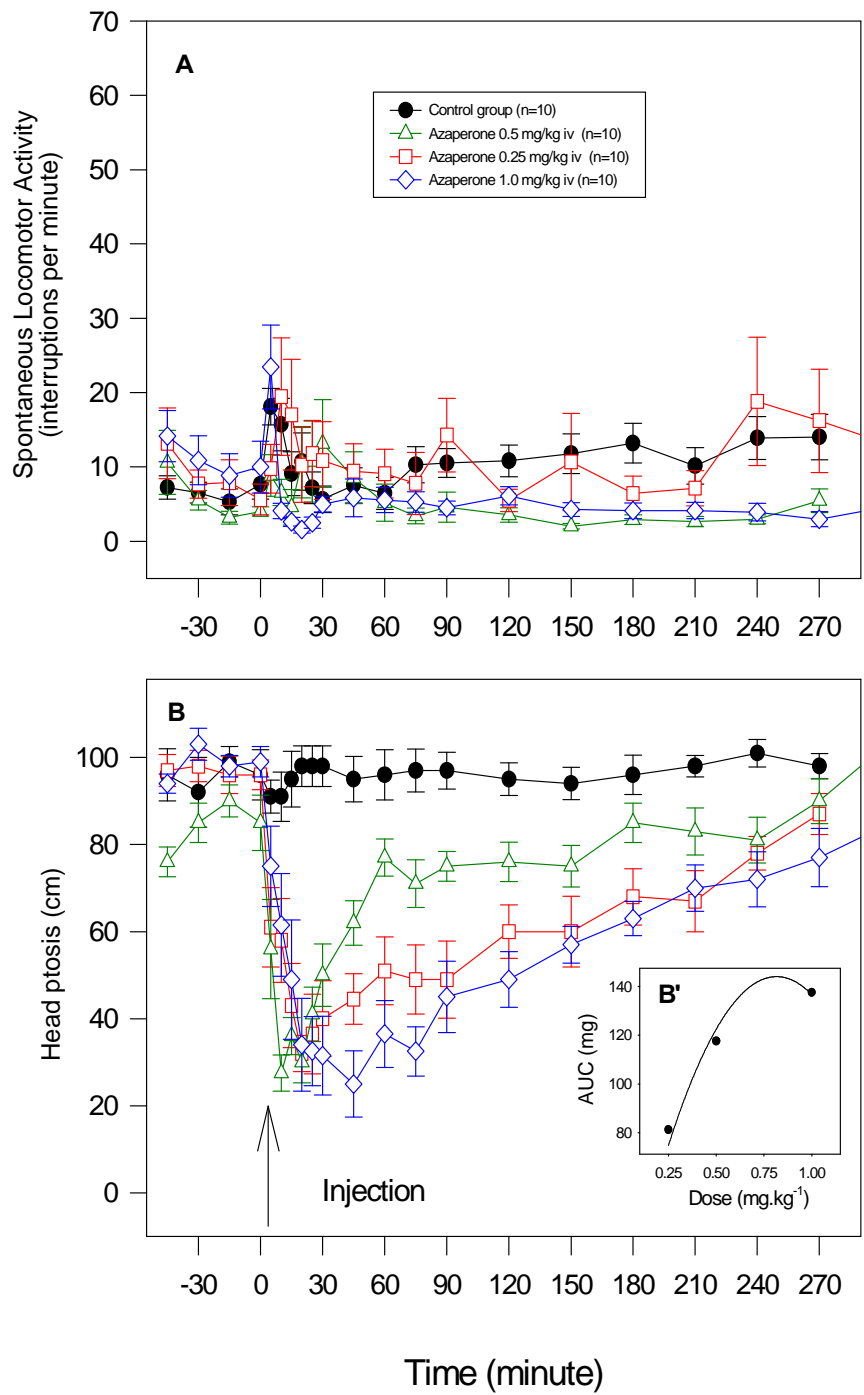 A
Spontaneous Locomotor Activity
(interruptions per minute)
70
60
50
40
30
20
10
0
Control group (n=10)
Azaperone 0.5 mg/kg iv (n=10)
Azaperone 0.25 mg/kg iv (n=10)
Azaperone 1.0 mg/kg iv (n=10)
-30 0 30 60 90 120 150 180 210 240 270
B
Head ptosis (cm)
100
80
60
40
20
0
Injection
B'
AUC (mg)
140
120
100
80
0.25 0.50 0.75 1.00
Dose (mg.kg⁻¹)
-30 0 30 60 90 120 150 180 210 240 270
Time (minute)